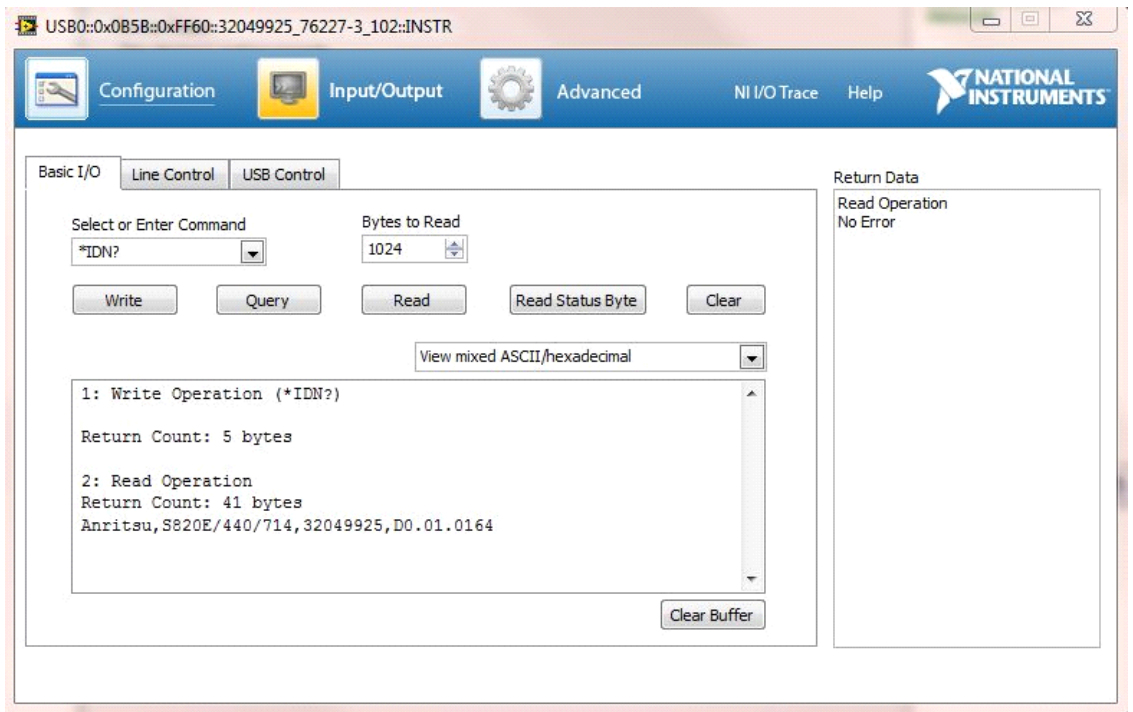 USB0::0x0B5B::0xFF60::32049925_76227-3_102::INSTR
Configuration Input/Output Advanced NI I/O Trace Help NATIONAL INSTRUMENTS
Basic I/O Line Control USB Control
Return Data
Read Operation
No Error
Select or Enter Command Bytes to Read
*IDN? 1024
Write Query Read Read Status Byte Clear
View mixed ASCII/hexadecimal
1: Write Operation (*IDN?)
Return Count: 5 bytes
2: Read Operation
Return Count: 41 bytes
Anritsu,S820E/440/714,32049925,D0.01.0164
Clear Buffer